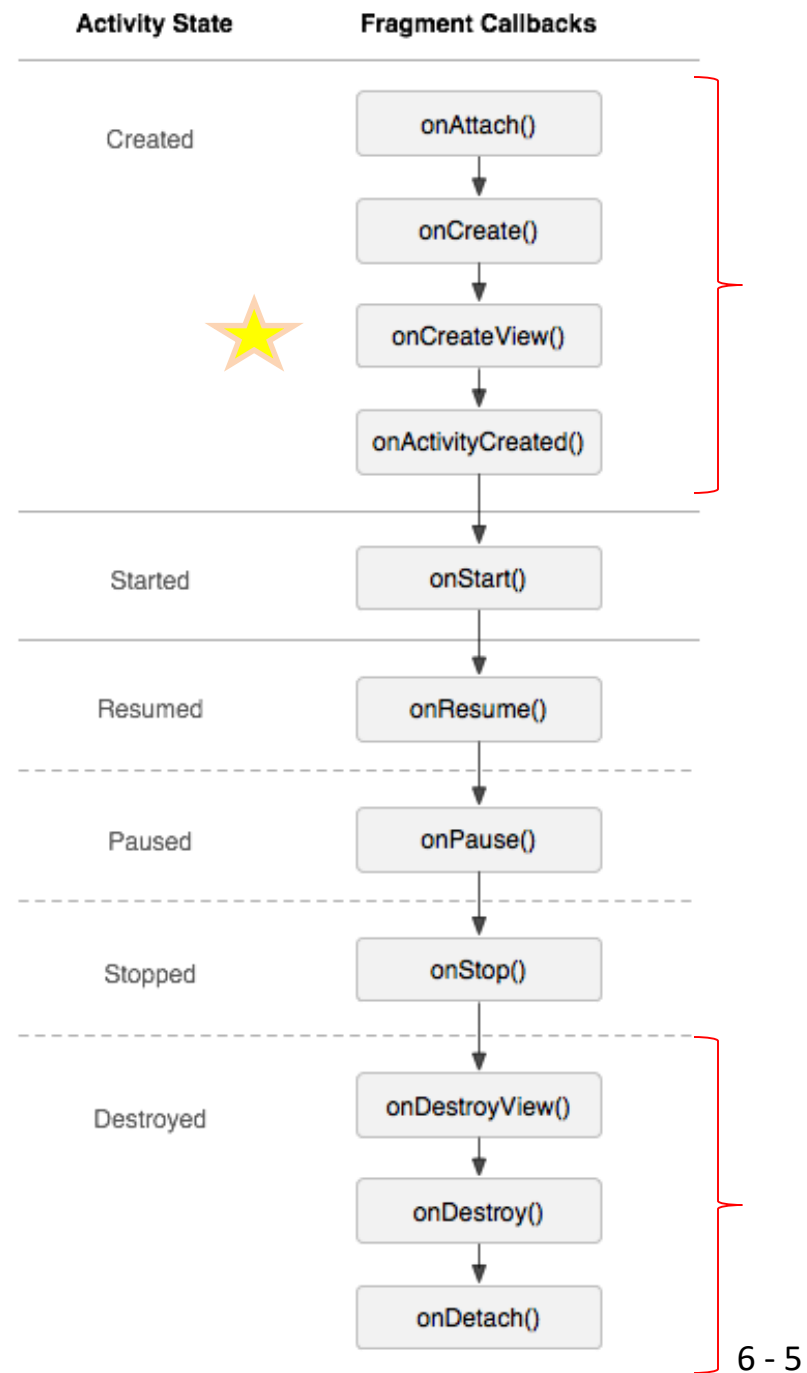 Activity State Fragment Callbacks
Created
onAttach()
onCreate()
onCreateView()
onActivityCreated()
Started
onStart()
Resumed
onResume()
Paused
onPause()
Stopped
onStop()
Destroyed
onDestroyView()
onDestroy()
onDetach()
6 - 5